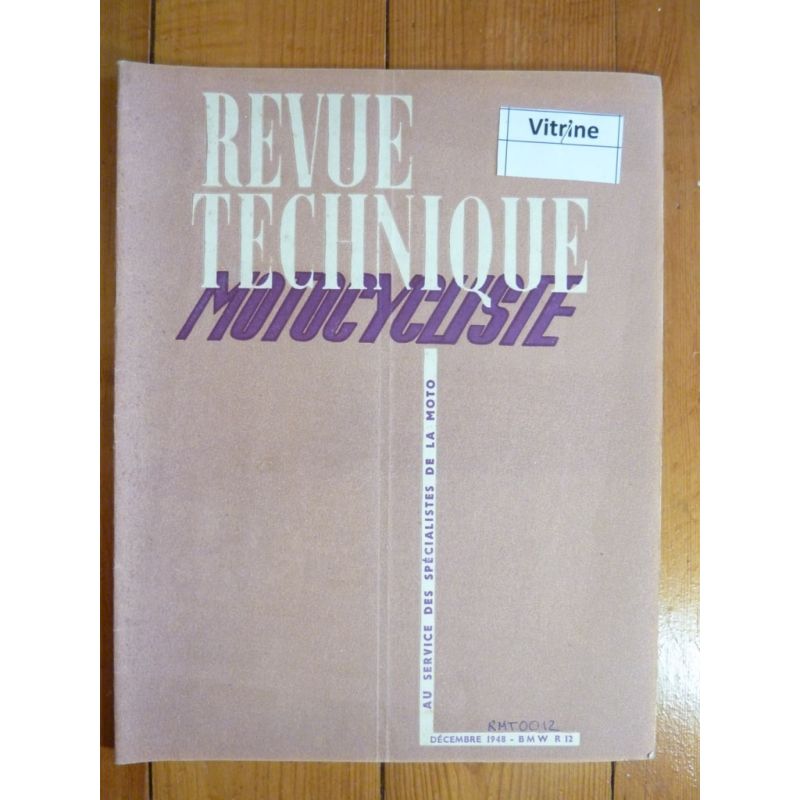 Vitrine
REVUE
TECHNIQUE
MOTOCYCLISTE
AU SERVICE DES SPÉCIALISTES DE LA MOTO
RMT0012
DÉCEMBRE 1948 - BMW R 12